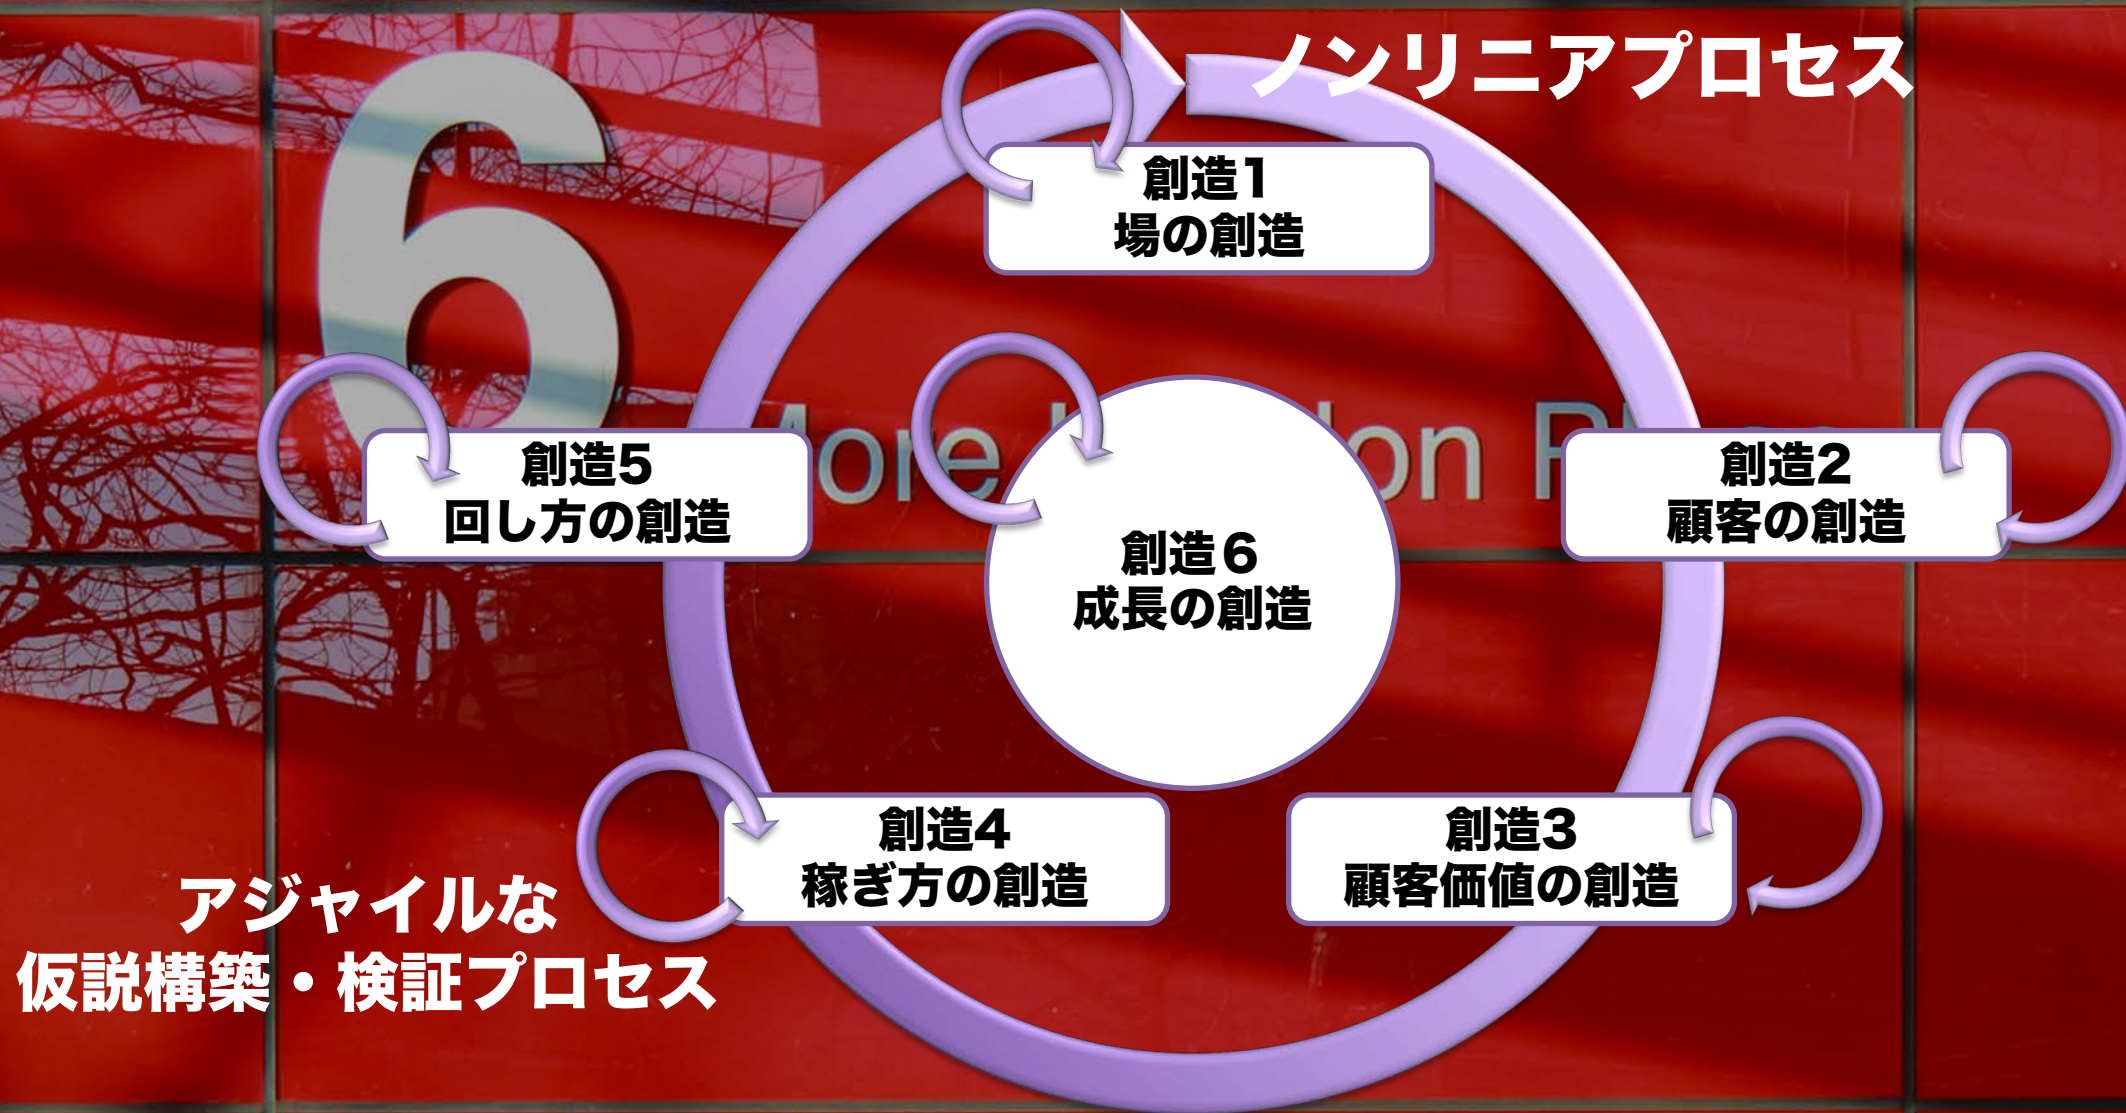 ノンリニアプロセス
6
創造1
場の創造
More
on
創造5
回し方の創造
創造2
顧客の創造
創造6
成長の創造
創造4
稼ぎ方の創造
創造3
顧客価値の創造
アジャイルな
仮説構築・検証プロセス